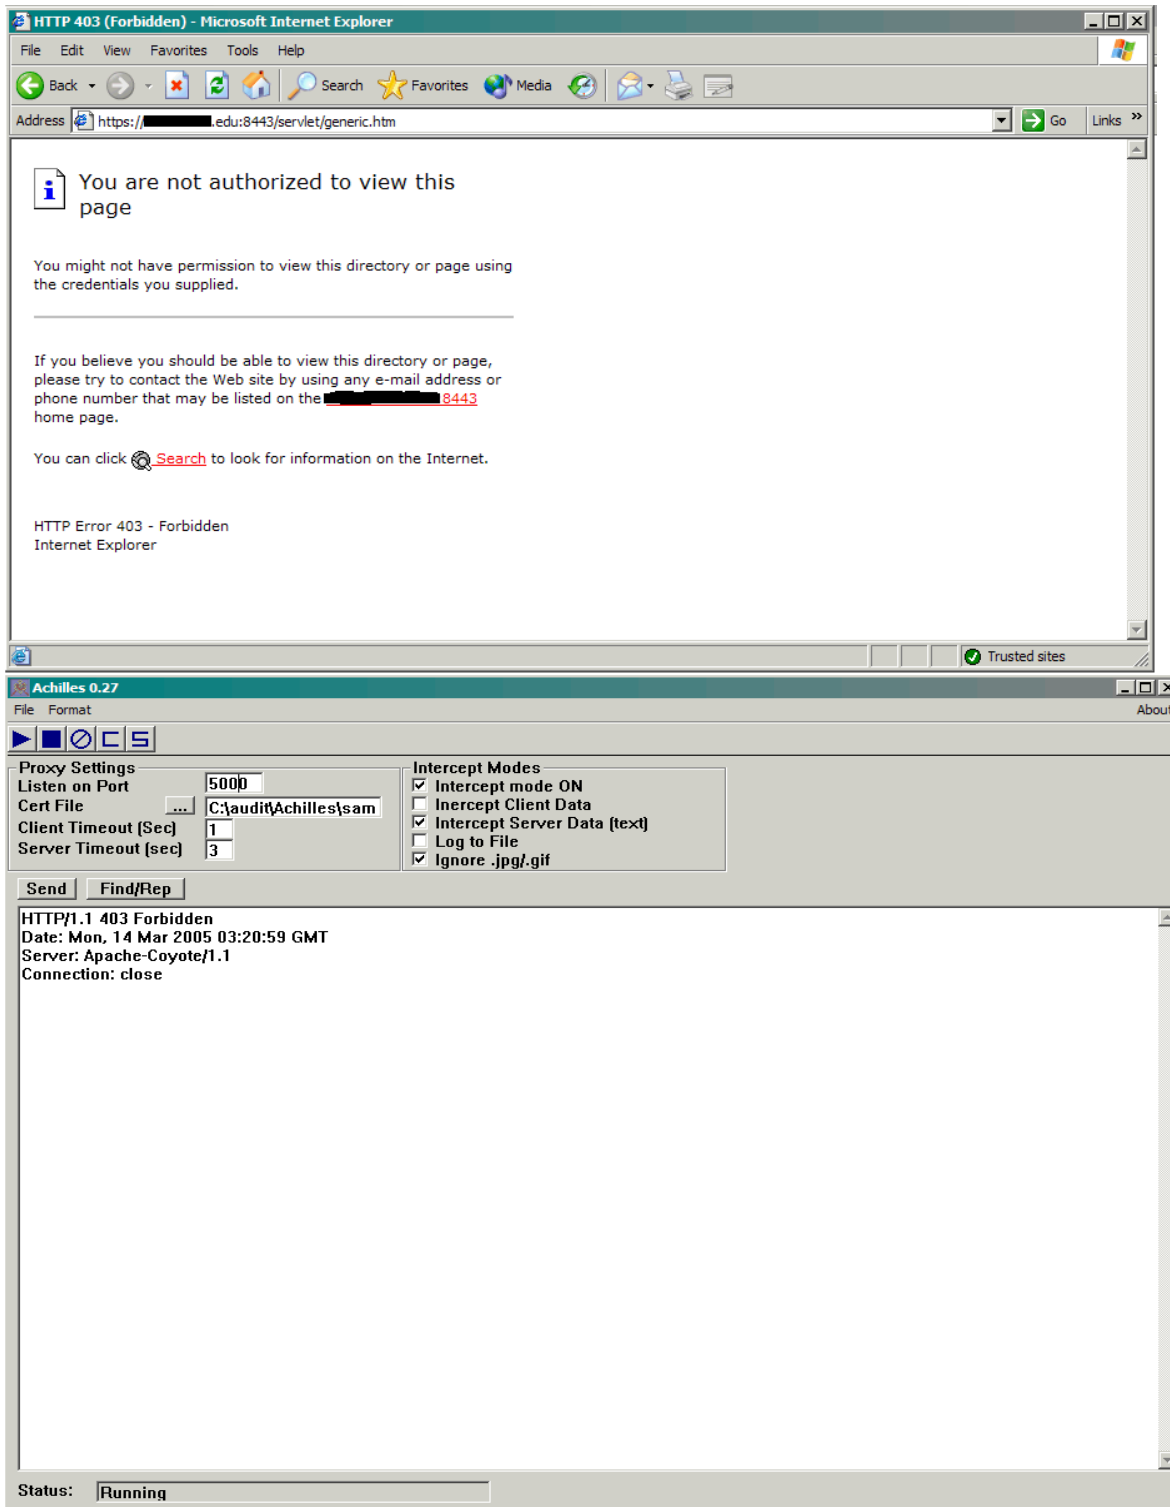 HTTP 403 (Forbidden) - Microsoft Internet Explorer
File Edit View Favorites Tools Help
Back Search Favorites Media
Address https:// .edu:8443/servlet/generic.htm Go Links »
You are not authorized to view this
page
You might not have permission to view this directory or page using
the credentials you supplied.
If you believe you should be able to view this directory or page,
please try to contact the Web site by using any e-mail address or
phone number that may be listed on the 8443
home page.
You can click Search to look for information on the Internet.
HTTP Error 403 - Forbidden
Internet Explorer
Trusted sites
Achilles 0.27
File Format About
Proxy Settings
Listen on Port 5000
Cert File ... C:\audit\Achilles\sam
Client Timeout (Sec) 1
Server Timeout (sec) 3
Intercept Modes
Intercept mode ON
Inercept Client Data
Intercept Server Data (text)
Log to File
Ignore .jpg/.gif
Send Find/Rep
HTTP/1.1 403 Forbidden
Date: Mon, 14 Mar 2005 03:20:59 GMT
Server: Apache-Coyote/1.1
Connection: close
Status: Running